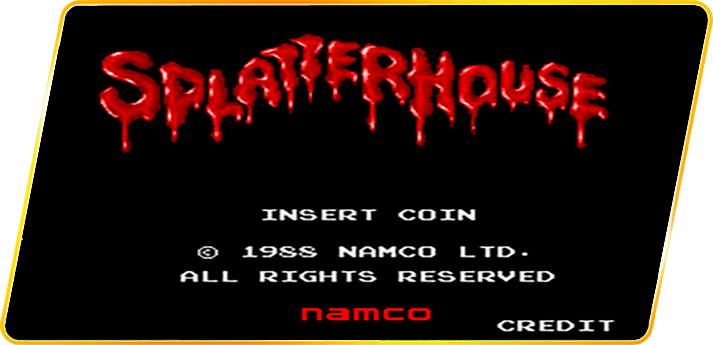 SPLATTERHOUSE
INSERT COIN
© 1988 NAMCO LTD.
ALL RIGHTS RESERVED
namco
CREDIT